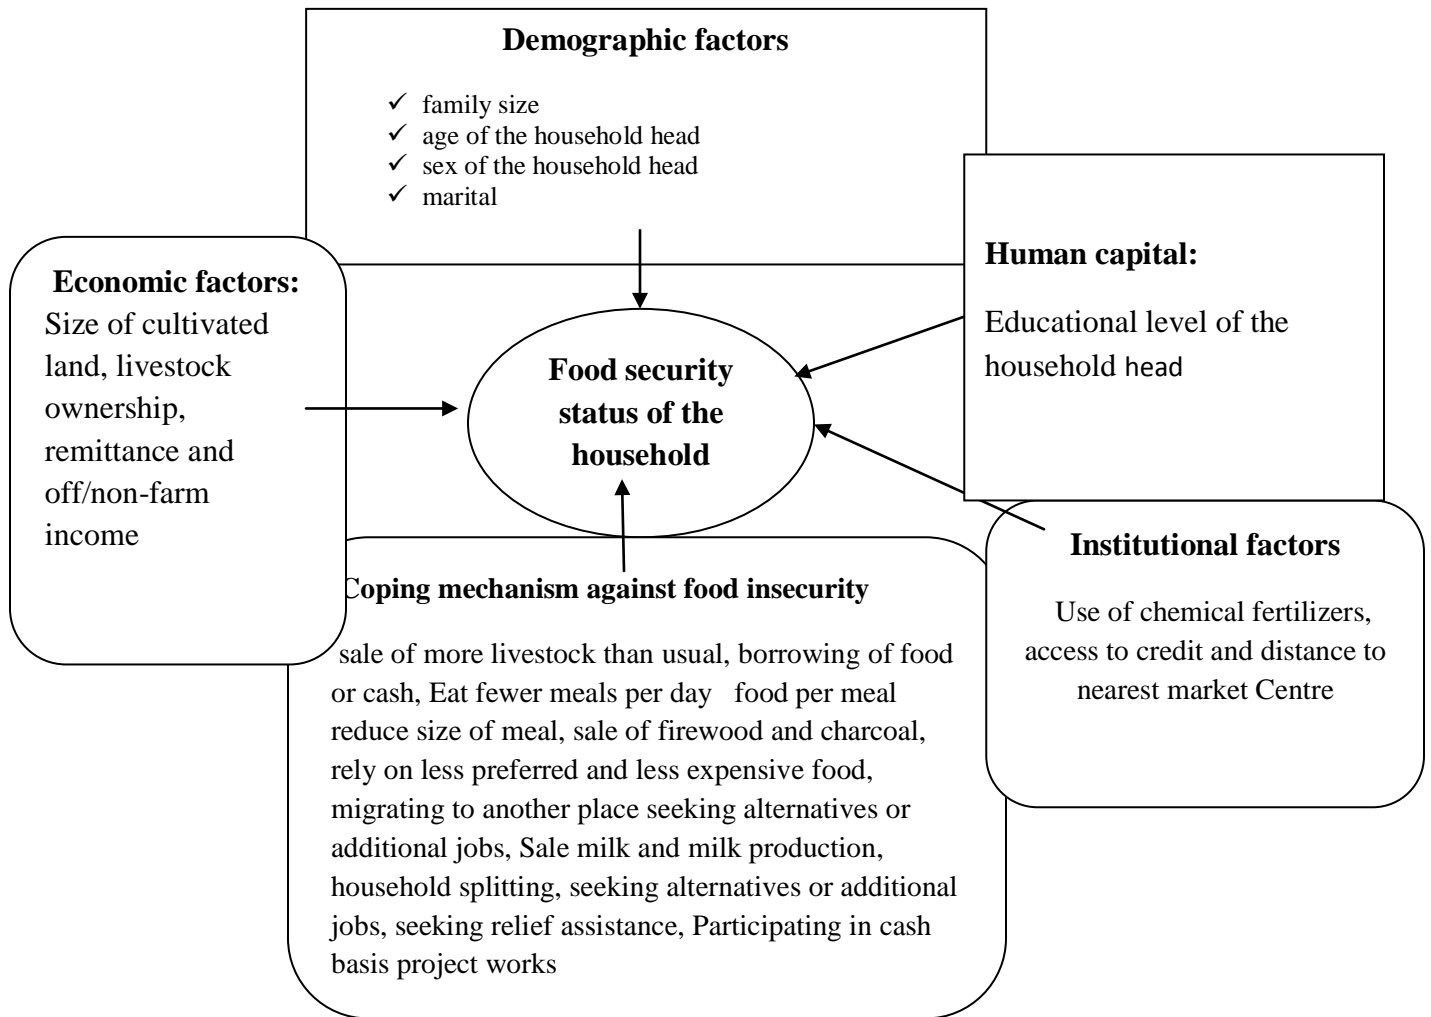 Demographic factors
✓ family size
✓ age of the household head
✓ sex of the household head
✓ marital
Economic factors:
Size of cultivated
land, livestock
ownership,
remittance and
off/non-farm
income
Human capital:
Educational level of the
household head
Food security
status of the
household
Institutional factors
Use of chemical fertilizers,
access to credit and distance to
nearest market Centre
Coping mechanism against food insecurity
sale of more livestock than usual, borrowing of food
or cash, Eat fewer meals per day   food per meal
reduce size of meal, sale of firewood and charcoal,
rely on less preferred and less expensive food,
migrating to another place seeking alternatives or
additional jobs, Sale milk and milk production,
household splitting, seeking alternatives or additional
jobs, seeking relief assistance, Participating in cash
basis project works